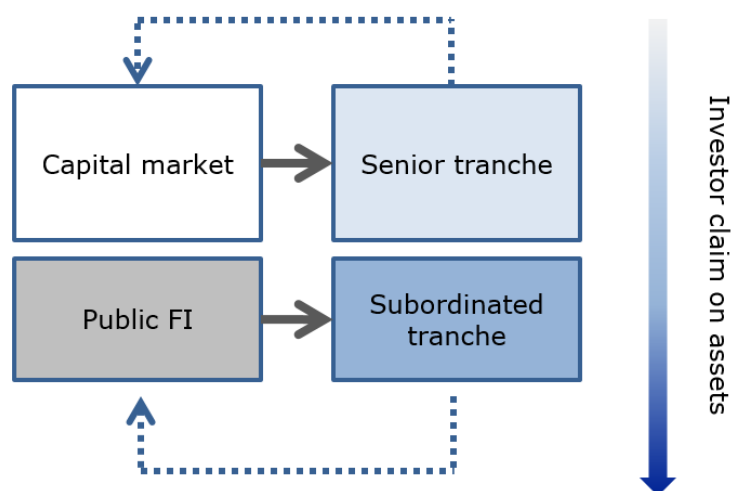 Capital market
Senior tranche
Public FI
Subordinated
tranche
Investor claim on assets